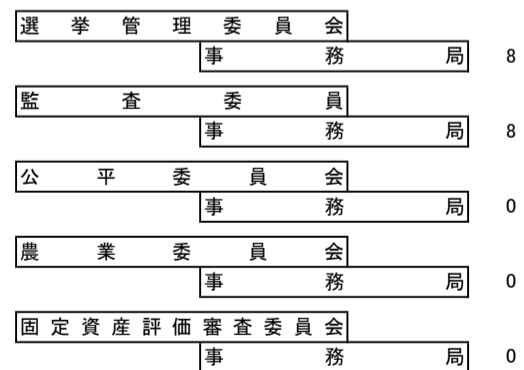 選挙管理委員会
事務局 8
監査委員
事務局 8
公平委員会
事務局 0
農業委員会
事務局 0
固定資産評価審査委員会
事務局 0